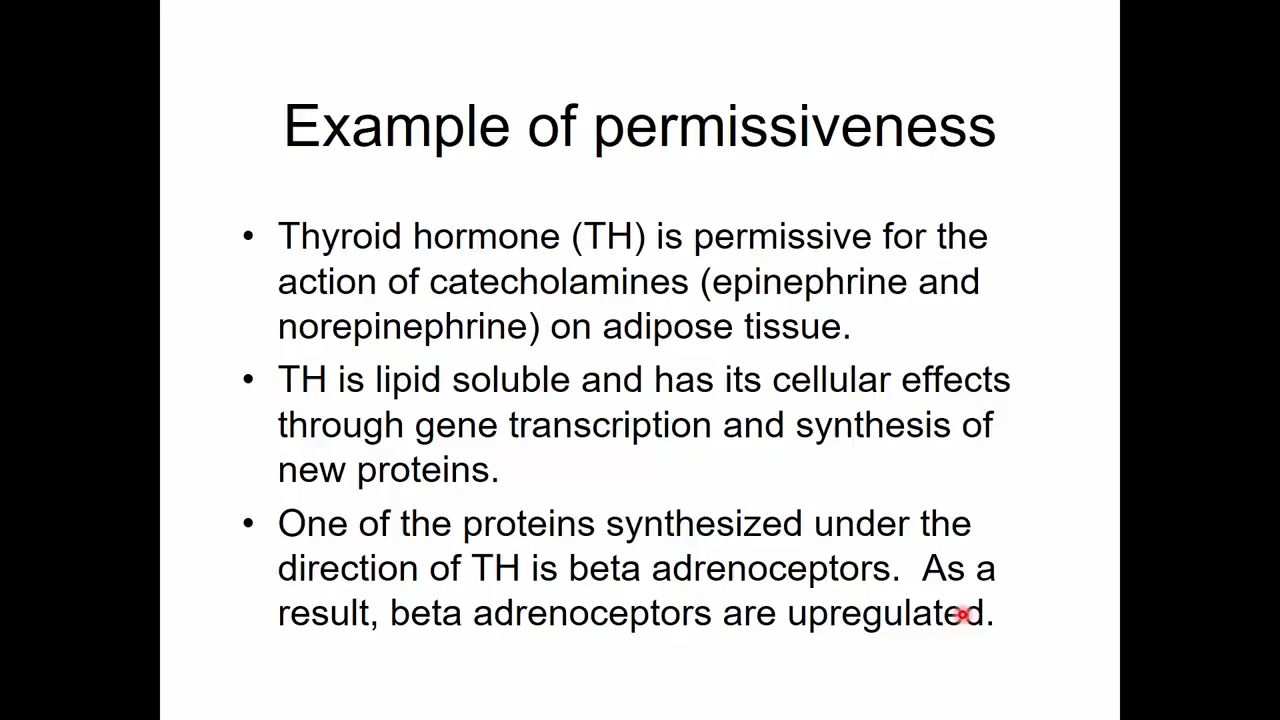 Example of permissiveness
• Thyroid hormone (TH) is permissive for the
action of catecholamines (epinephrine and
norepinephrine) on adipose tissue.
• TH is lipid soluble and has its cellular effects
through gene transcription and synthesis of
new proteins.
• One of the proteins synthesized under the
direction of TH is beta adrenoceptors.  As a
result, beta adrenoceptors are upregulated.